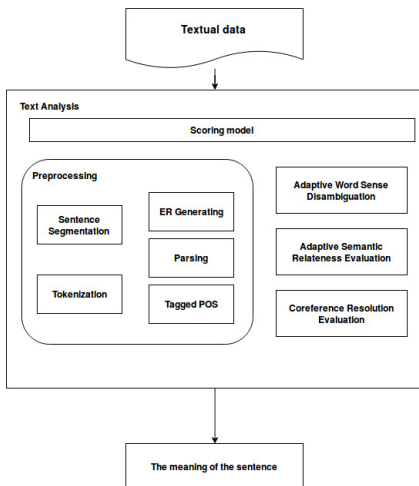 Textual data
Text Analysis
Scoring model
Preprocessing
Sentence
Segmentation
Tokenization
ER Generating
Parsing
Tagged POS
Adaptive Word Sense
Disambiguation
Adaptive Semantic
Relateness Evaluation
Coreference Resolution
Evaluation
The meaning of the sentence